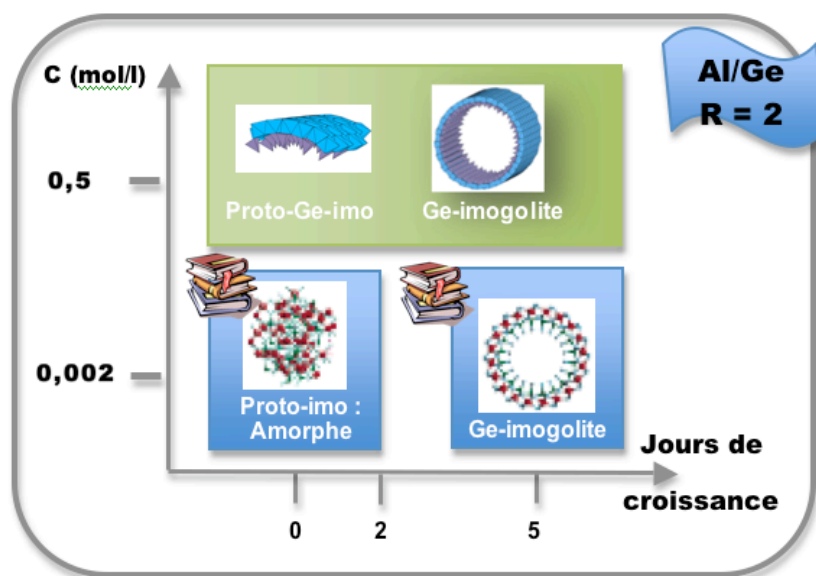 C (mol/l)
Al/Ge
R = 2
0,5
Proto-Ge-imo
Ge-imogolite
0,002
Proto-imo :
Amorphe
Ge-imogolite
Jours de
croissance
0
2
5